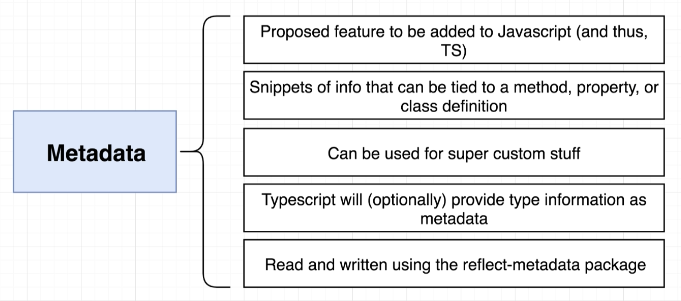 Proposed feature to be added to Javascript (and thus,
TS)
Snippets of info that can be tied to a method, property, or
class definition
Metadata
Can be used for super custom stuff
Typescript will (optionally) provide type information as
metadata
Read and written using the reflect-metadata package